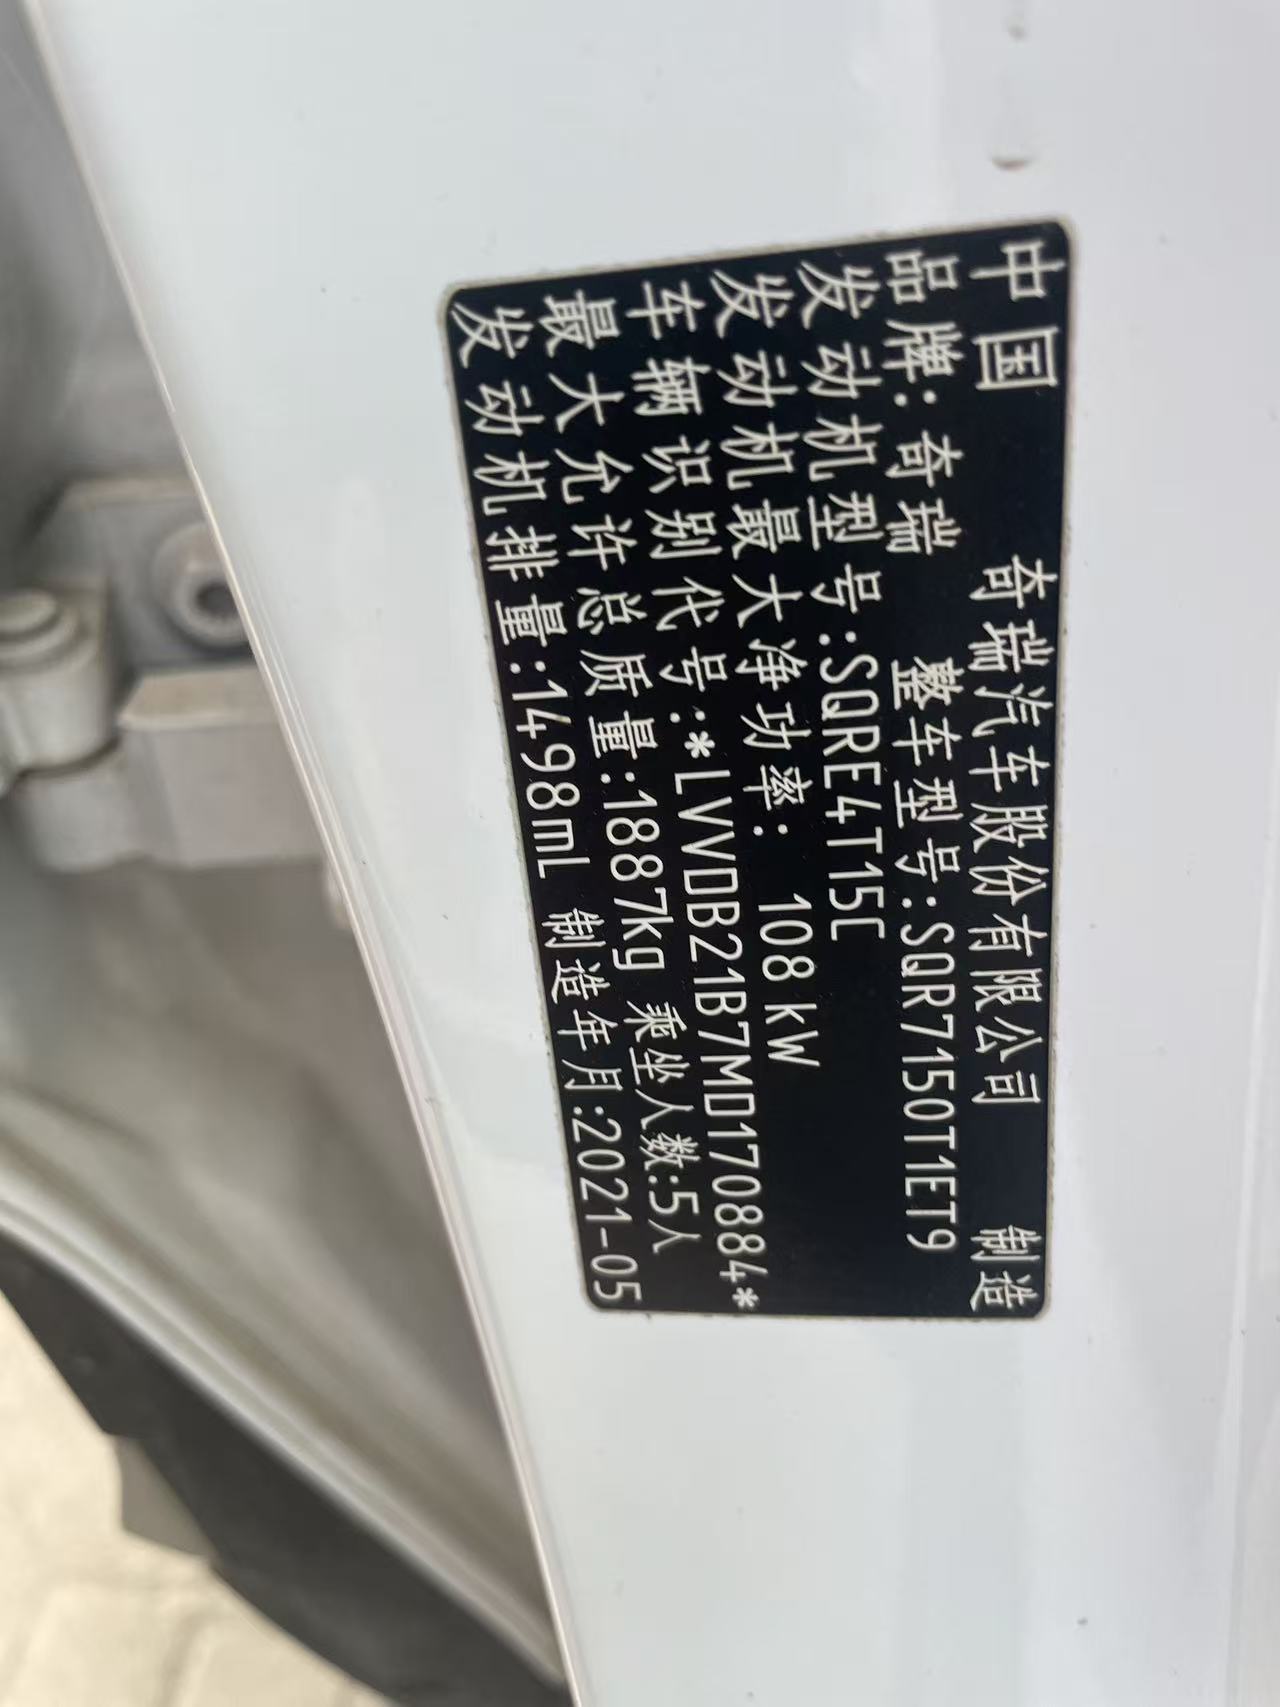 中国 奇瑞汽车股份有限公司 制造
品牌:奇瑞 整车型号:SQR7150T1ET9
发动机型号:SQRE4T15C
发动机最大净功率: 108 kW
车辆识别代号:*LVVDB21B7MD170884*
最大允许总质量:1887kg 乘坐人数:5人
发动机排量:1498mL 制造年月:2021-05